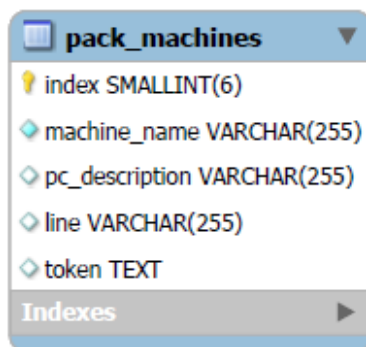 pack_machines
index SMALLINT(6)
machine_name VARCHAR(255)
pc_description VARCHAR(255)
line VARCHAR(255)
token TEXT
Indexes